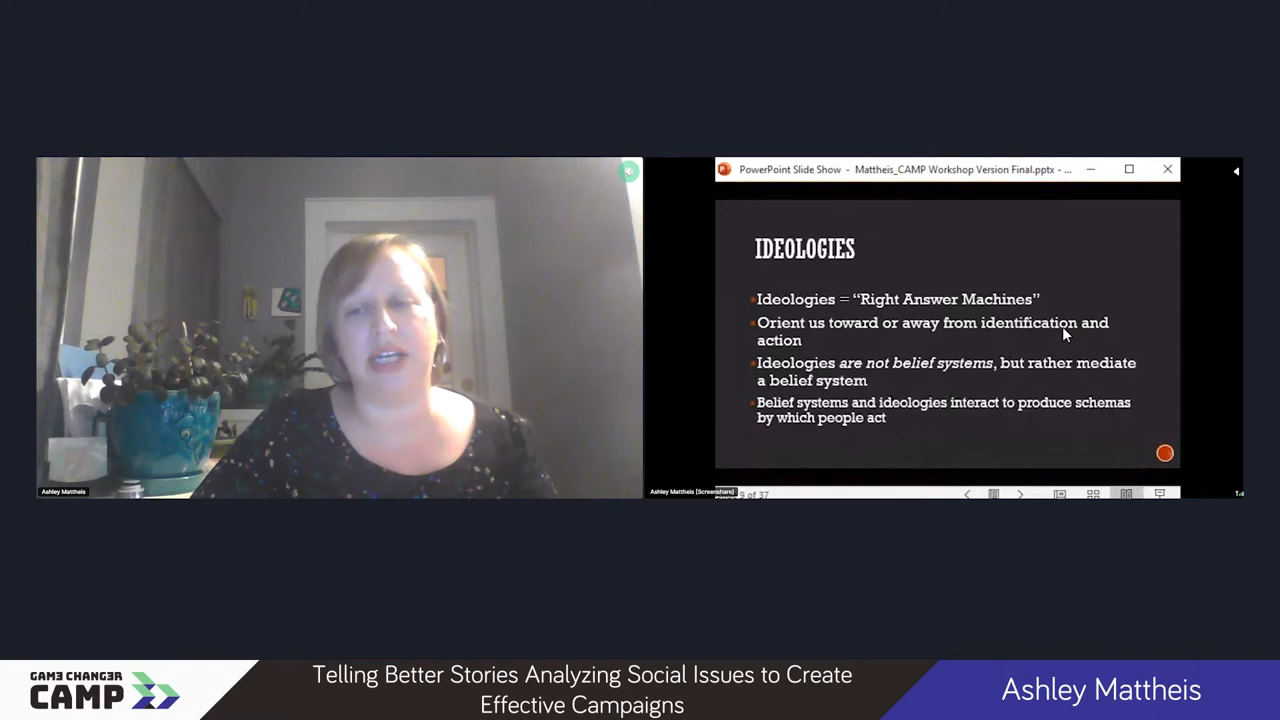 PowerPoint Slide Show - Mattheis_CAMP Workshop Version Final.pptx - ...
IDEOLOGIES
Ideologies = “Right Answer Machines”
Orient us toward or away from identification and
action
Ideologies are not belief systems, but rather mediate
a belief system
Belief systems and ideologies interact to produce schemas
by which people act
Ashley Mattheis
Ashley Mattheis (Screenshare)
9 of 37
GAM3 CHANG3R
CAMP
Telling Better Stories Analyzing Social Issues to Create
Effective Campaigns
Ashley Mattheis